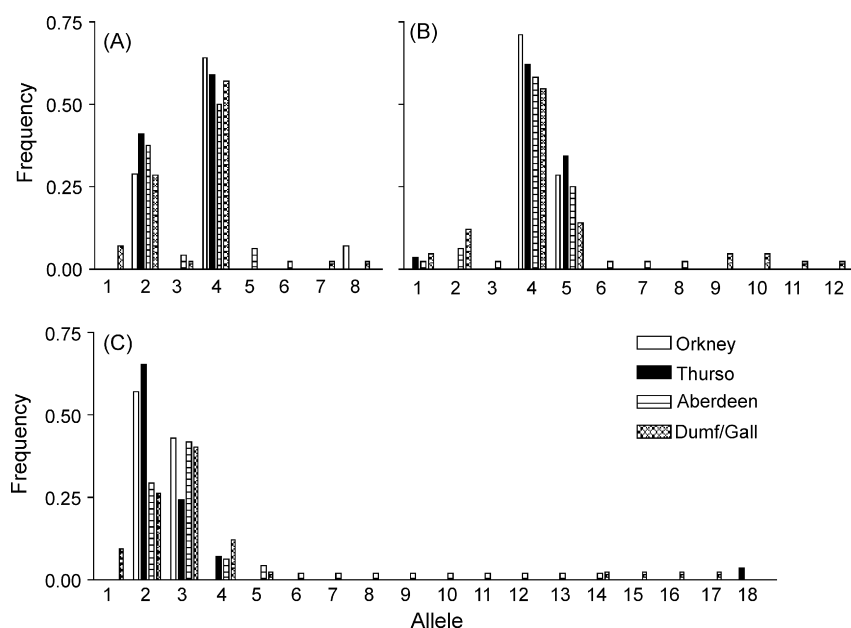 (A)
0.75
0.50
0.25
0.00
Frequency
1 2 3 4 5 6 7 8
(B)
1 2 3 4 5 6 7 8 9 10 11 12
(C)
0.75
0.50
0.25
0.00
Frequency
1 2 3 4 5 6 7 8 9 10 11 12 13 14 15 16 17 18
Allele
Orkney
Thurso
Aberdeen
Dumf/Gall